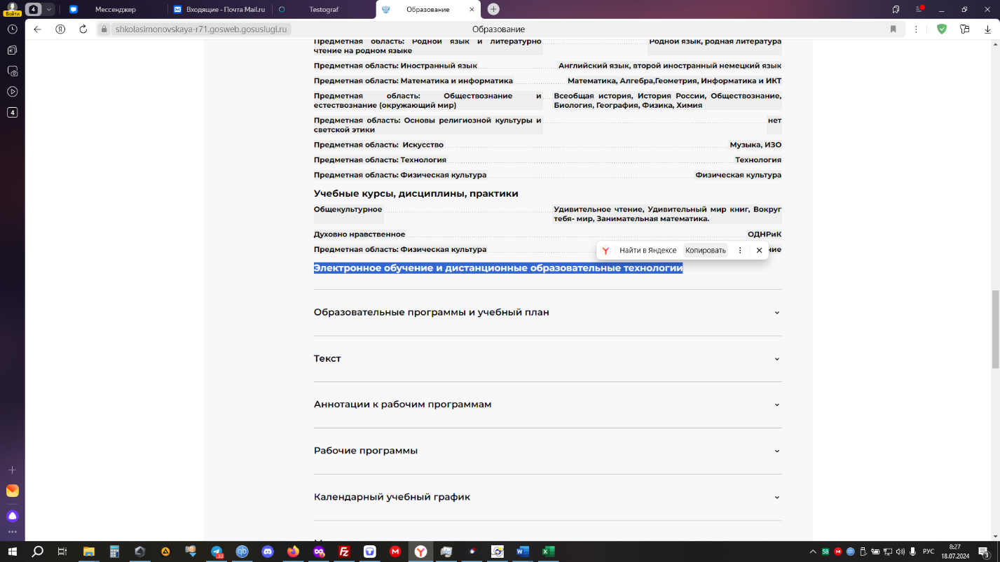 4
Мессенджер
Входящие - Почта Mail.ru
Testograf
Образование
Войти
shkolasimonovskaya-r71.gosweb.gosuslugi.ru
Образование
4
Предметная область: Родной язык и литературно
чтение на родном языке
Родной язык, родная литература
Предметная область: Иностранный язык
Английский язык, второй иностранный немецкий язык
Предметная область: Математика и информатика
Математика, Алгебра,Геометрия, Информатика и ИКТ
Предметная область: Обществознание и
естествознание (окружающий мир)
Всеобщая история, История России, Обществознание,
Биология, География, Физика, Химия
Предметная область: Основы религиозной культуры и
светской этики
нет
Предметная область:  Искусство
Музыка, ИЗО
Предметная область: Технология
Технология
Предметная область: Физическая культура
Физическая культура
Учебные курсы, дисциплины, практики
Общекультурное
Удивительное чтение, Удивительный мир книг, Вокруг
тебя- мир, Занимательная математика.
Духовно нравственное
ОДНРиК
Предметная область: Физическая культура
ние
Найти в Яндексе
Копировать
Электронное обучение и дистанционные образовательные технологии
Образовательные программы и учебный план
Текст
Аннотации к рабочим программам
Рабочие программы
Календарный учебный график
58
РУС
8:27
18.07.2024
3